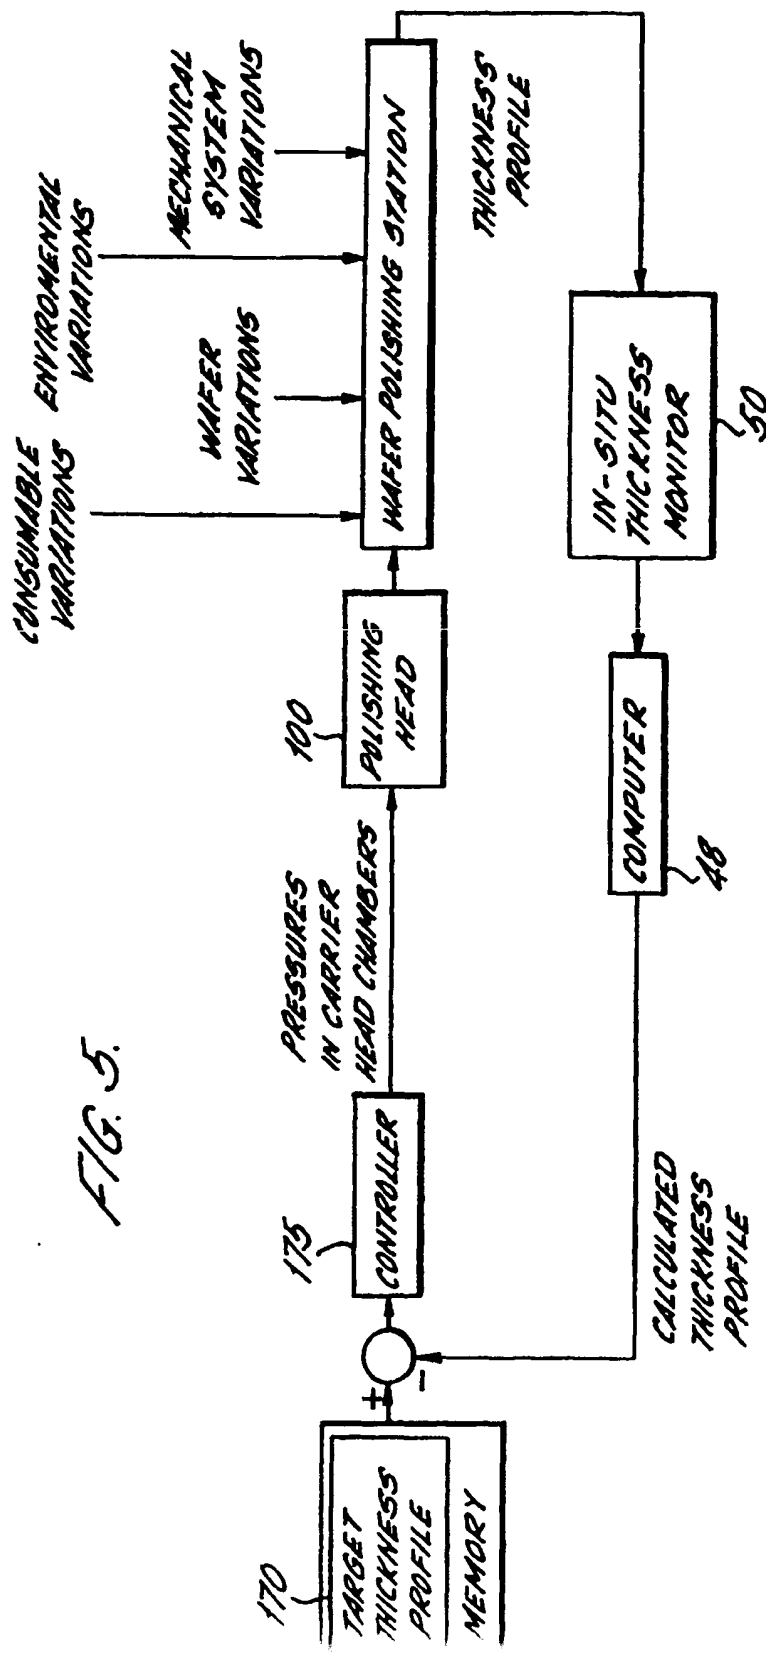 FIG. 5.
CONSUMABLE
VARIATIONS
ENVIROMENTAL
VARIATIONS
WAFER
VARIATIONS
MECHANICAL
SYSTEM
VARIATIONS
170
TARGET
THICKNESS
PROFILE
MEMORY
+
-
175
CONTROLLER
PRESSURES
IN CARRIER
HEAD CHAMBERS
100
POLISHING
HEAD
WAFER POLISHING STATION
THICKNESS
PROFILE
IN-SITU
THICKNESS
MONITOR
50
COMPUTER
48
CALCULATED
THICKNESS
PROFILE